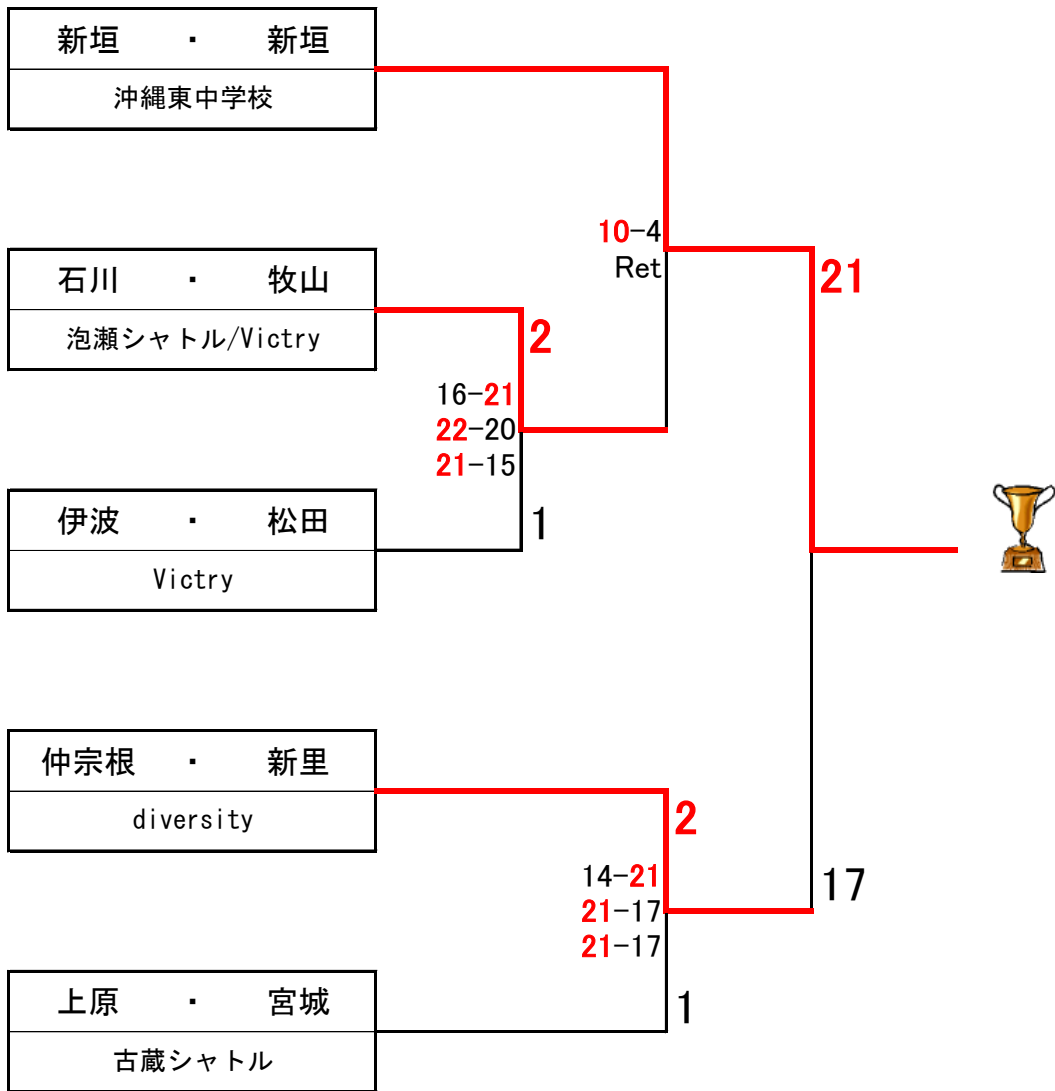 新垣 ・ 新垣
沖縄東中学校
10-4
Ret
21
石川 ・ 牧山
泡瀬シャトル/Victry
2
16-21
22-20
21-15
1
伊波 ・ 松田
Victry
仲宗根 ・ 新里
diversity
2
14-21
21-17
21-17
17
1
上原 ・ 宮城
古蔵シャトル